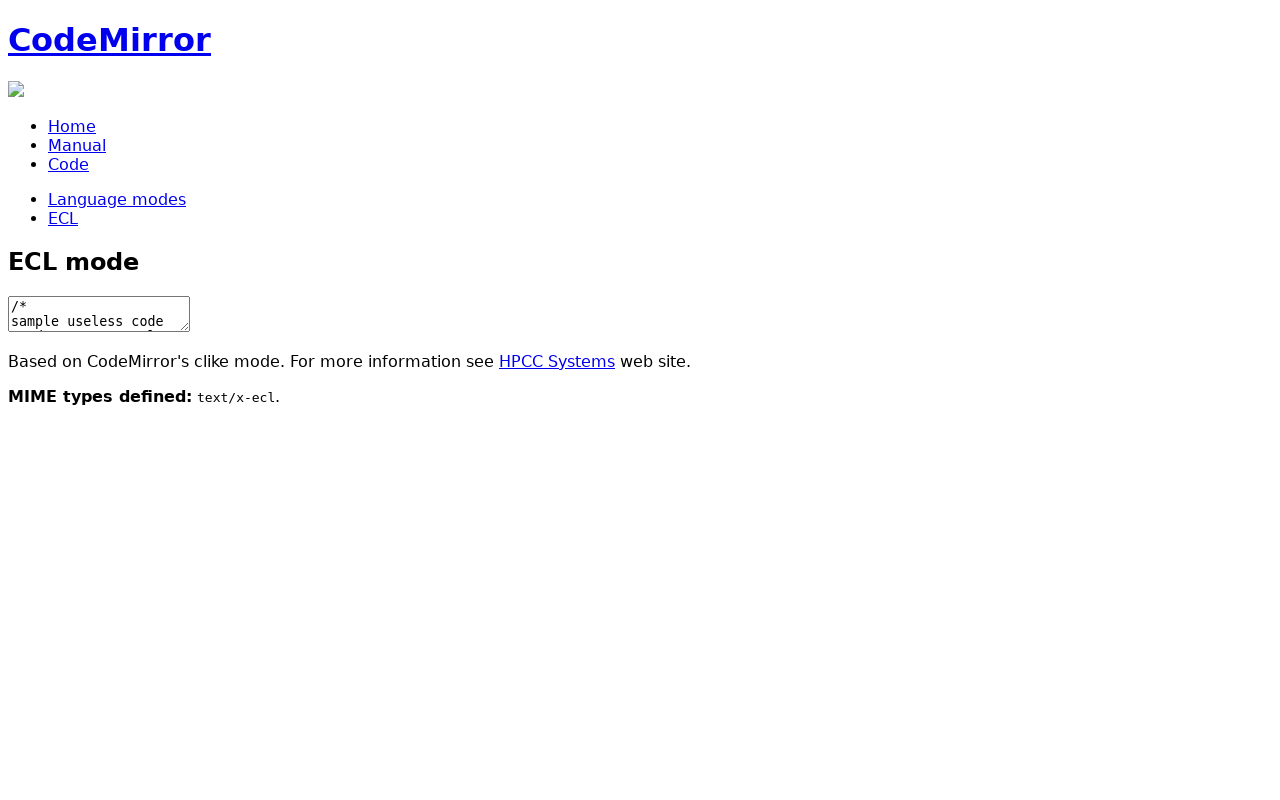 CodeMirror
Home
Manual
Code
Language modes
ECL
ECL mode
/*
sample useless code
Based on CodeMirror's clike mode. For more information see HPCC Systems web site.
MIME types defined: text/x-ecl.